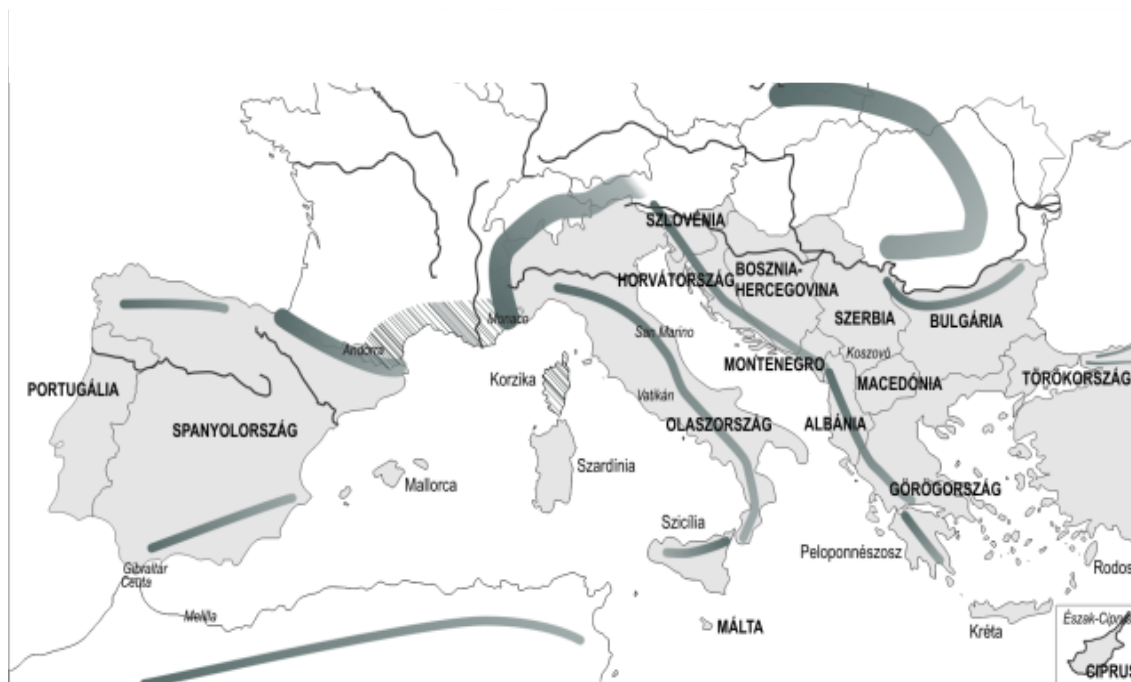 SZLOVÉNIA
HORVÁTORSZÁG
BOSZNIA-
HERCEGOVINA
SZERBIA
BULGÁRIA
Monaco
San Marino
Andorra
Koszovó
MONTENEGRO
MACEDÓNIA
TÖRÖKORSZÁG
PORTUGÁLIA
Korzika
Vatikán
SPANYOLORSZÁG
OLASZORSZÁG
ALBÁNIA
Szardínia
Mallorca
GÖRÖGORSZÁG
Szicília
Peloponnészosz
Gibraltár
Ceuta
Rodos
Melilla
MÁLTA
Kréta
Észak-Ciprus
CIPRUS